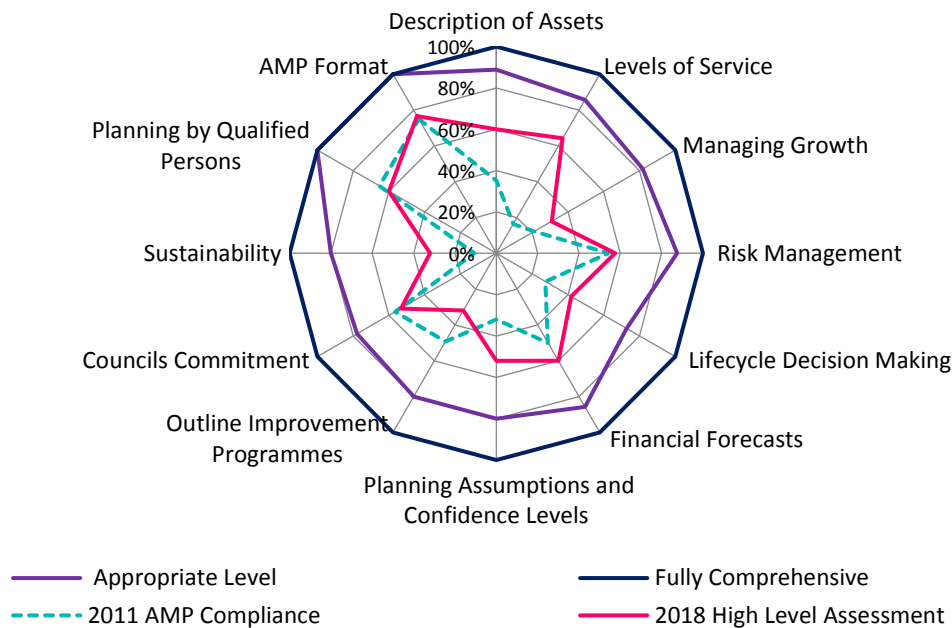 Description of Assets
100%
AMP Format
Levels of Service
80%
Planning by Qualified
Persons
60%
Managing Growth
40%
20%
Sustainability
0%
Risk Management
Councils Commitment
Lifecycle Decision Making
Outline Improvement
Programmes
Financial Forecasts
Planning Assumptions and
Confidence Levels
Appropriate Level
Fully Comprehensive
2011 AMP Compliance
2018 High Level Assessment